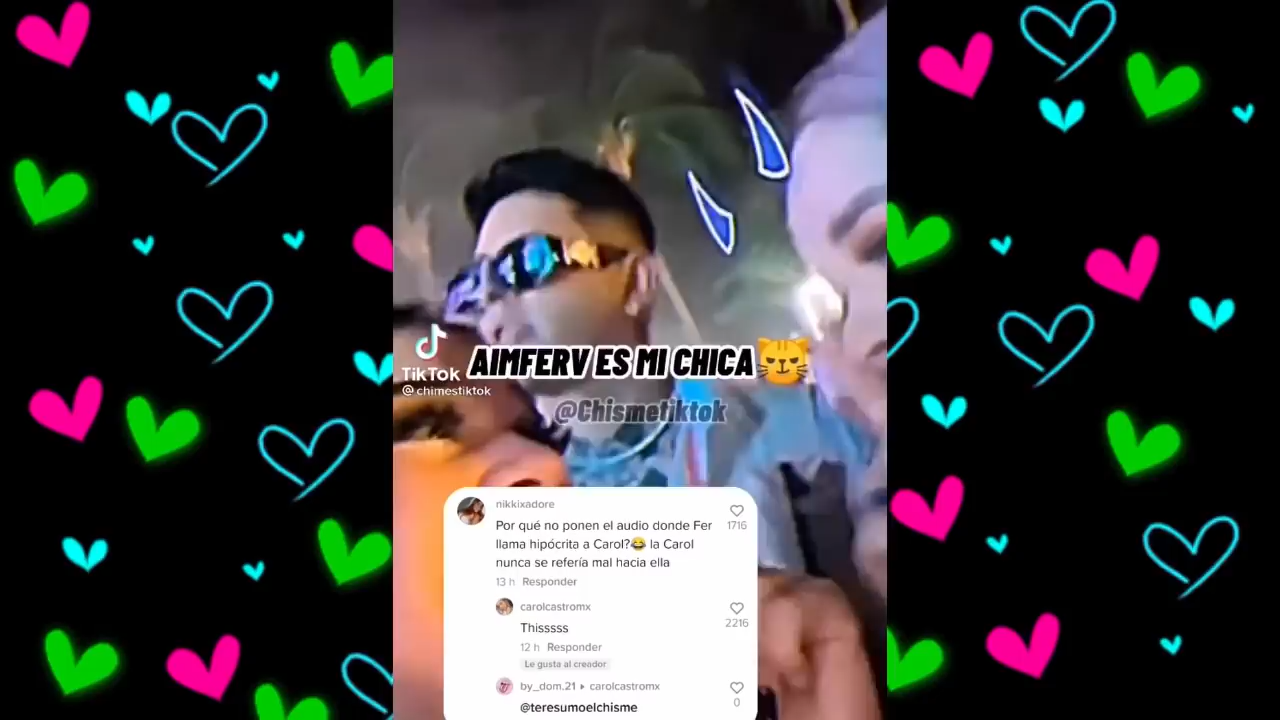 TikTok
@chimestiktok
AIMFERV ES MI CHICA
@Chismetiktok
nikkixadore
Por qué no ponen el audio donde Fer
llama hipócrita a Carol?😂 la Carol
nunca se refería mal hacia ella
1716
13 h Responder
carolcastromx
Thisssss
2216
12 h Responder
Le gusta al creador
by_dom.21 ▸ carolcastromx
@teresumoelchisme
0